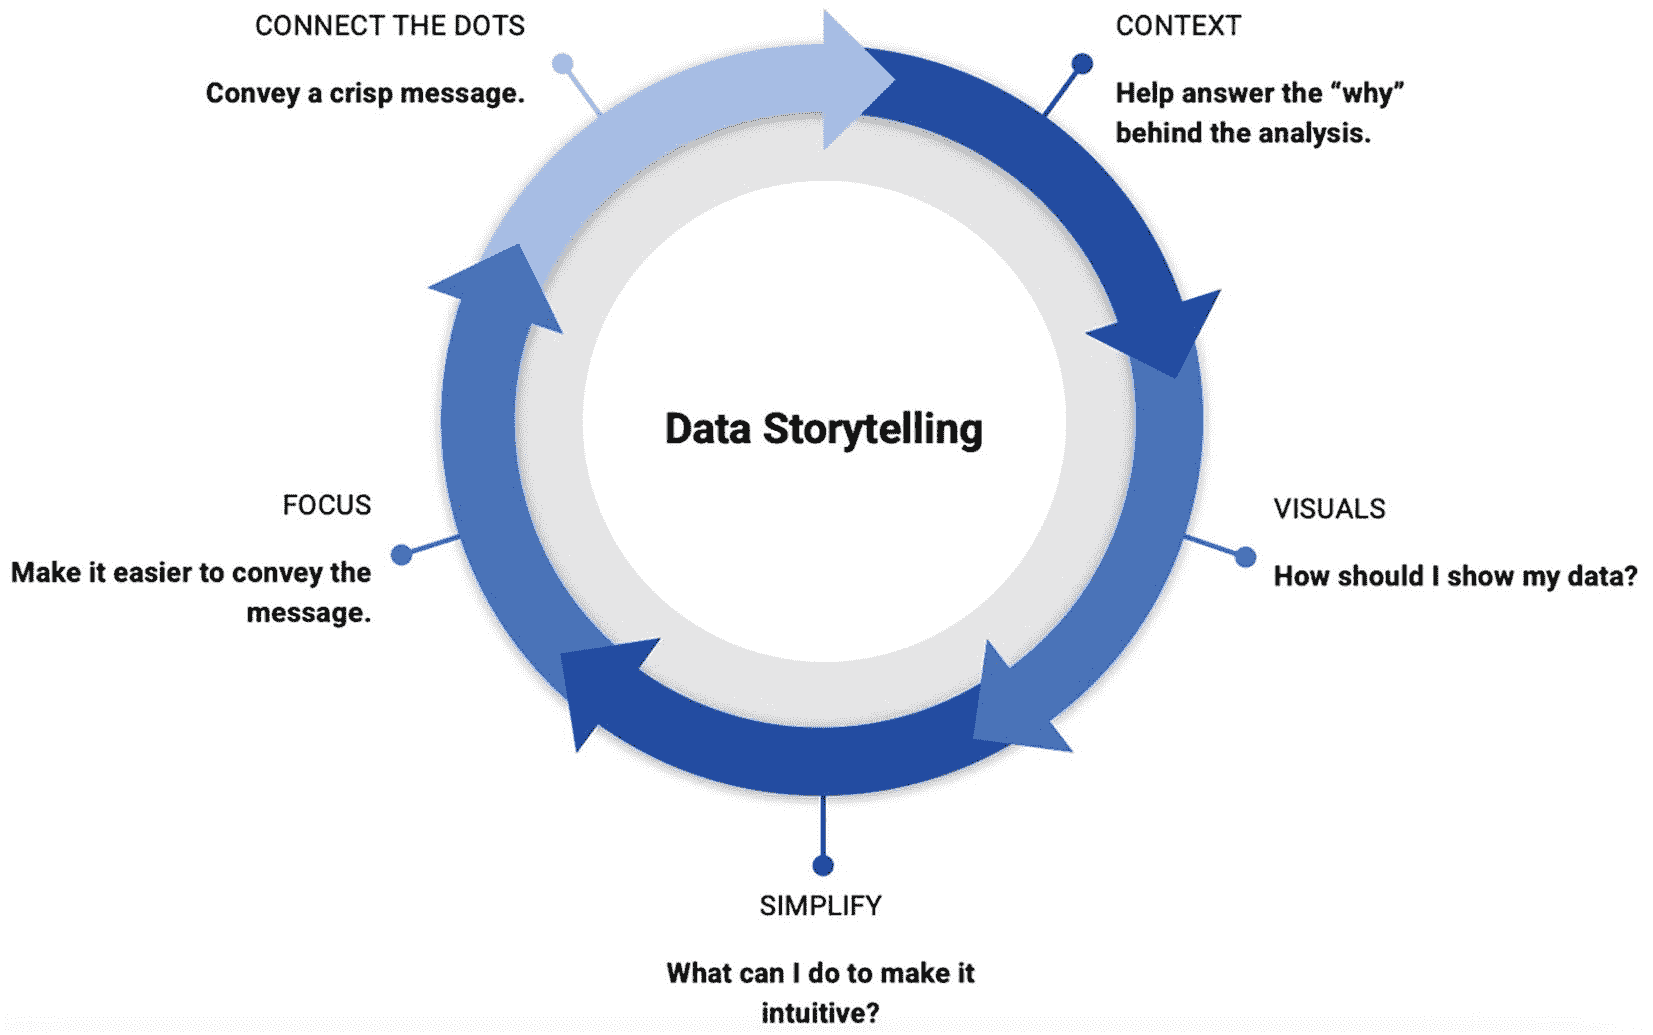 CONNECT THE DOTS
Convey a crisp message.
CONTEXT
Help answer the “why”
behind the analysis.
Data Storytelling
FOCUS
Make it easier to convey the
message.
VISUALS
How should I show my data?
SIMPLIFY
What can I do to make it
intuitive?